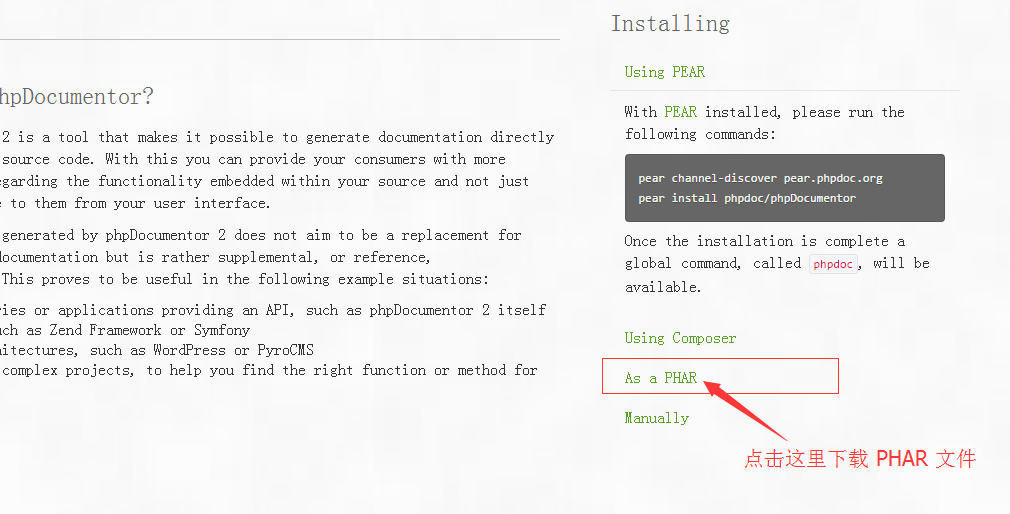 Installing
Using PEAR
With PEAR installed, please run the
following commands:
pear channel-discover pear.phpdoc.org
pear install phpdoc/phpDocumentor
Once the installation is complete a
global command, called phpdoc, will be
available.
Using Composer
As a PHAR
Manually
点击这里下载 PHAR 文件
hpDocumentor?
2 is a tool that makes it possible to generate documentation directly
source code. With this you can provide your consumers with more
egarding the functionality embedded within your source and not just
e to them from your user interface.
generated by phpDocumentor 2 does not aim to be a replacement for
documentation but is rather supplemental, or reference,
This proves to be useful in the following example situations:
ries or applications providing an API, such as phpDocumentor 2 itself
uch as Zend Framework or Symfony
hitectures, such as WordPress or PyroCMS
complex projects, to help you find the right function or method for